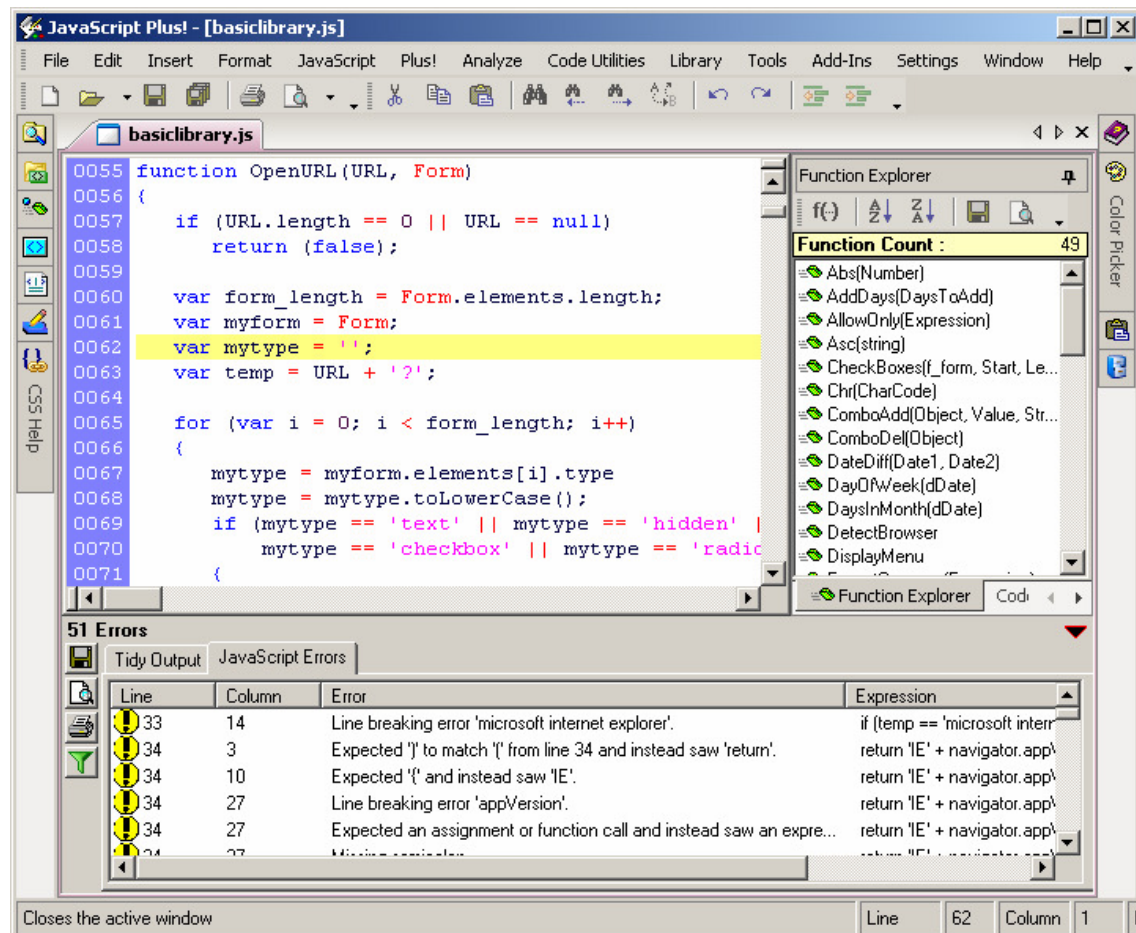 JavaScript Plus! - [basiclibrary.js]
File Edit Insert Format JavaScript Plus! Analyze Code Utilities Library Tools Add-Ins Settings Window Help
basiclibrary.js
0055 function OpenURL(URL, Form)
0056 {
0057 if (URL.length == 0 || URL == null)
0058 return (false);
0059
0060 var form_length = Form.elements.length;
0061 var myform = Form;
0062 var mytype = '';
0063 var temp = URL + '?';
0064
0065 for (var i = 0; i < form_length; i++)
0066 {
0067 mytype = myform.elements[i].type
0068 mytype = mytype.toLowerCase();
0069 if (mytype == 'text' || mytype == 'hidden' |
0070 mytype == 'checkbox' || mytype == 'radio
0071 {
CSS Help
Function Explorer
f(·)
Function Count : 49
Abs(Number)
AddDays(DaysToAdd)
AllowOnly(Expression)
Asc(string)
CheckBoxes(f_form, Start, Le...
Chr(CharCode)
ComboAdd(Object, Value, Str...
ComboDel(Object)
DateDiff(Date1, Date2)
DayOfWeek(dDate)
DaysInMonth(dDate)
DetectBrowser
DisplayMenu
Function Explorer Cod
Color Picker
51 Errors
Tidy Output JavaScript Errors
Line Column Error Expression
33 14 Line breaking error 'microsoft internet explorer'. if (temp == 'microsoft intern
34 3 Expected ')' to match '(' from line 34 and instead saw 'return'. return 'IE' + navigator.app
34 10 Expected '{' and instead saw 'IE'. return 'IE' + navigator.app
34 27 Line breaking error 'appVersion'. return 'IE' + navigator.app
34 27 Expected an assignment or function call and instead saw an expre... return 'IE' + navigator.app
Closes the active window Line 62 Column 1